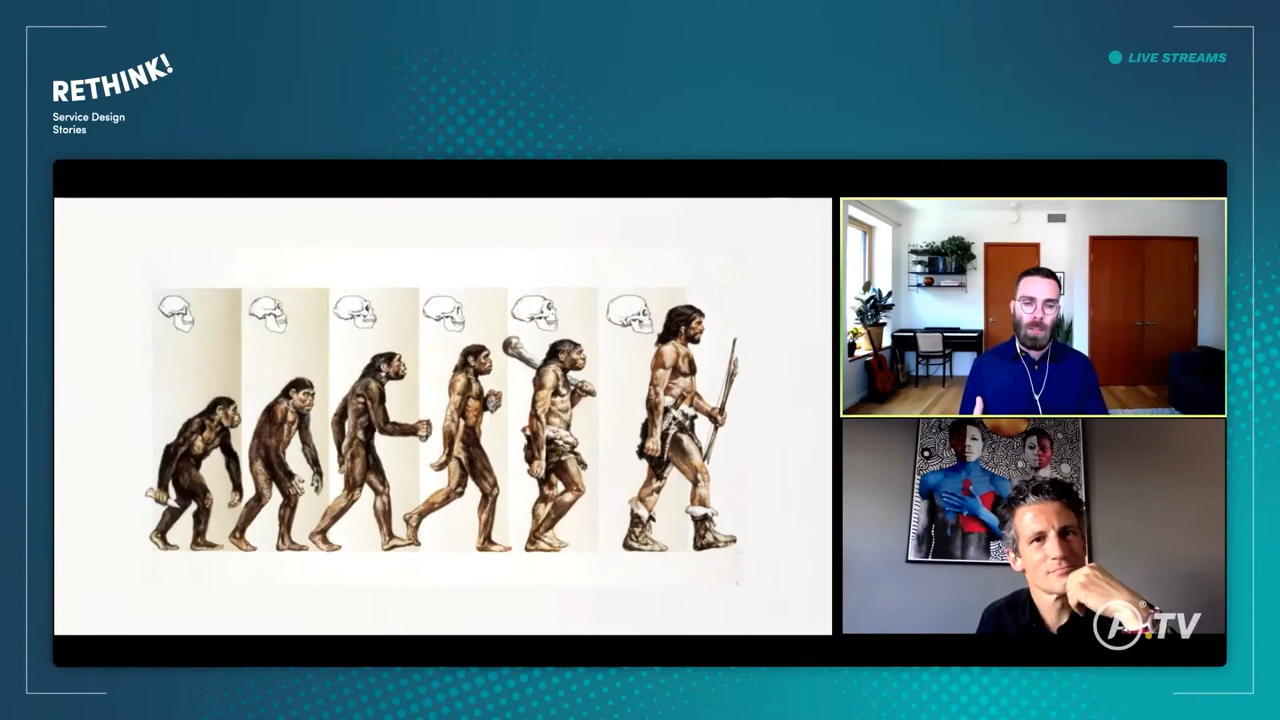 RETHINK!
Service Design
Stories
LIVE STREAMS
A.TV